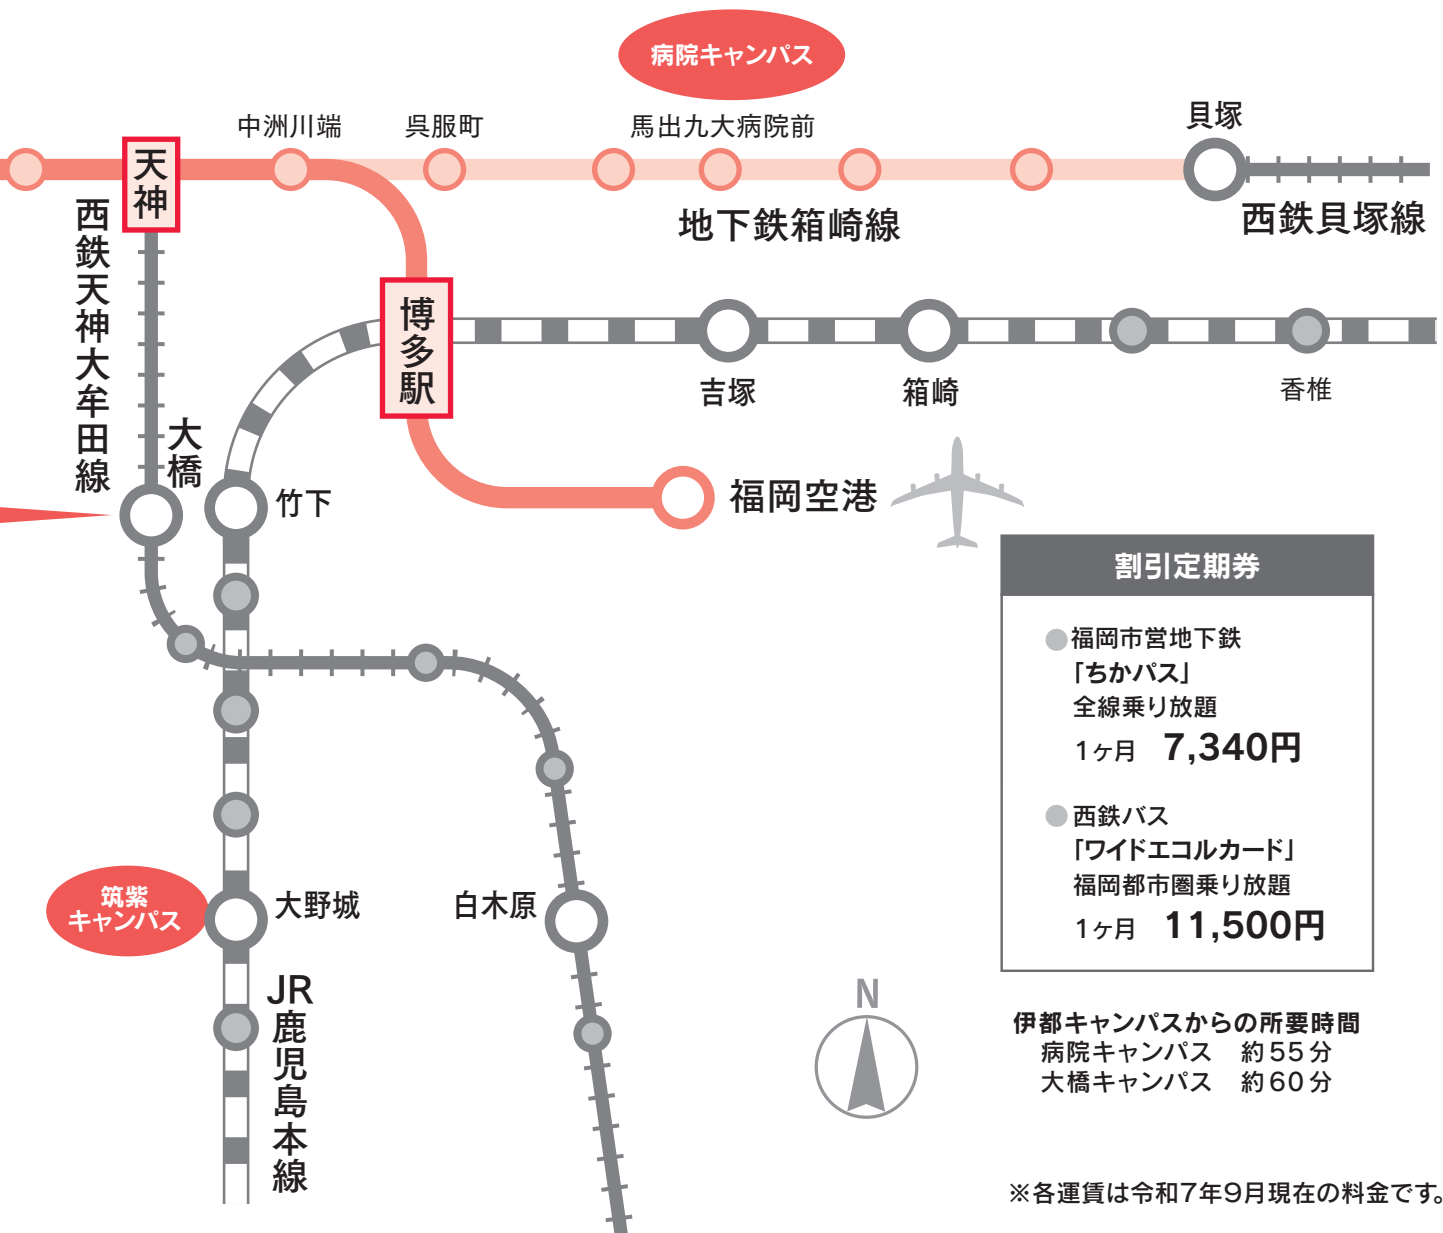 病院キャンパス
中洲川端
呉服町
馬出九大病院前
貝塚
天神
西鉄天神大牟田線
地下鉄箱崎線
西鉄貝塚線
博多駅
吉塚
箱崎
香椎
大橋
竹下
福岡空港
割引定期券
福岡市営地下鉄
「ちかパス」
全線乗り放題
1ヶ月 7,340円
西鉄バス
「ワイドエコルカード」
福岡都市圏乗り放題
1ヶ月 11,500円
筑紫
キャンパス
大野城
白木原
JR鹿児島本線
N
伊都キャンパスからの所要時間
病院キャンパス 約55分
大橋キャンパス 約60分
※各運賃は令和7年9月現在の料金です。